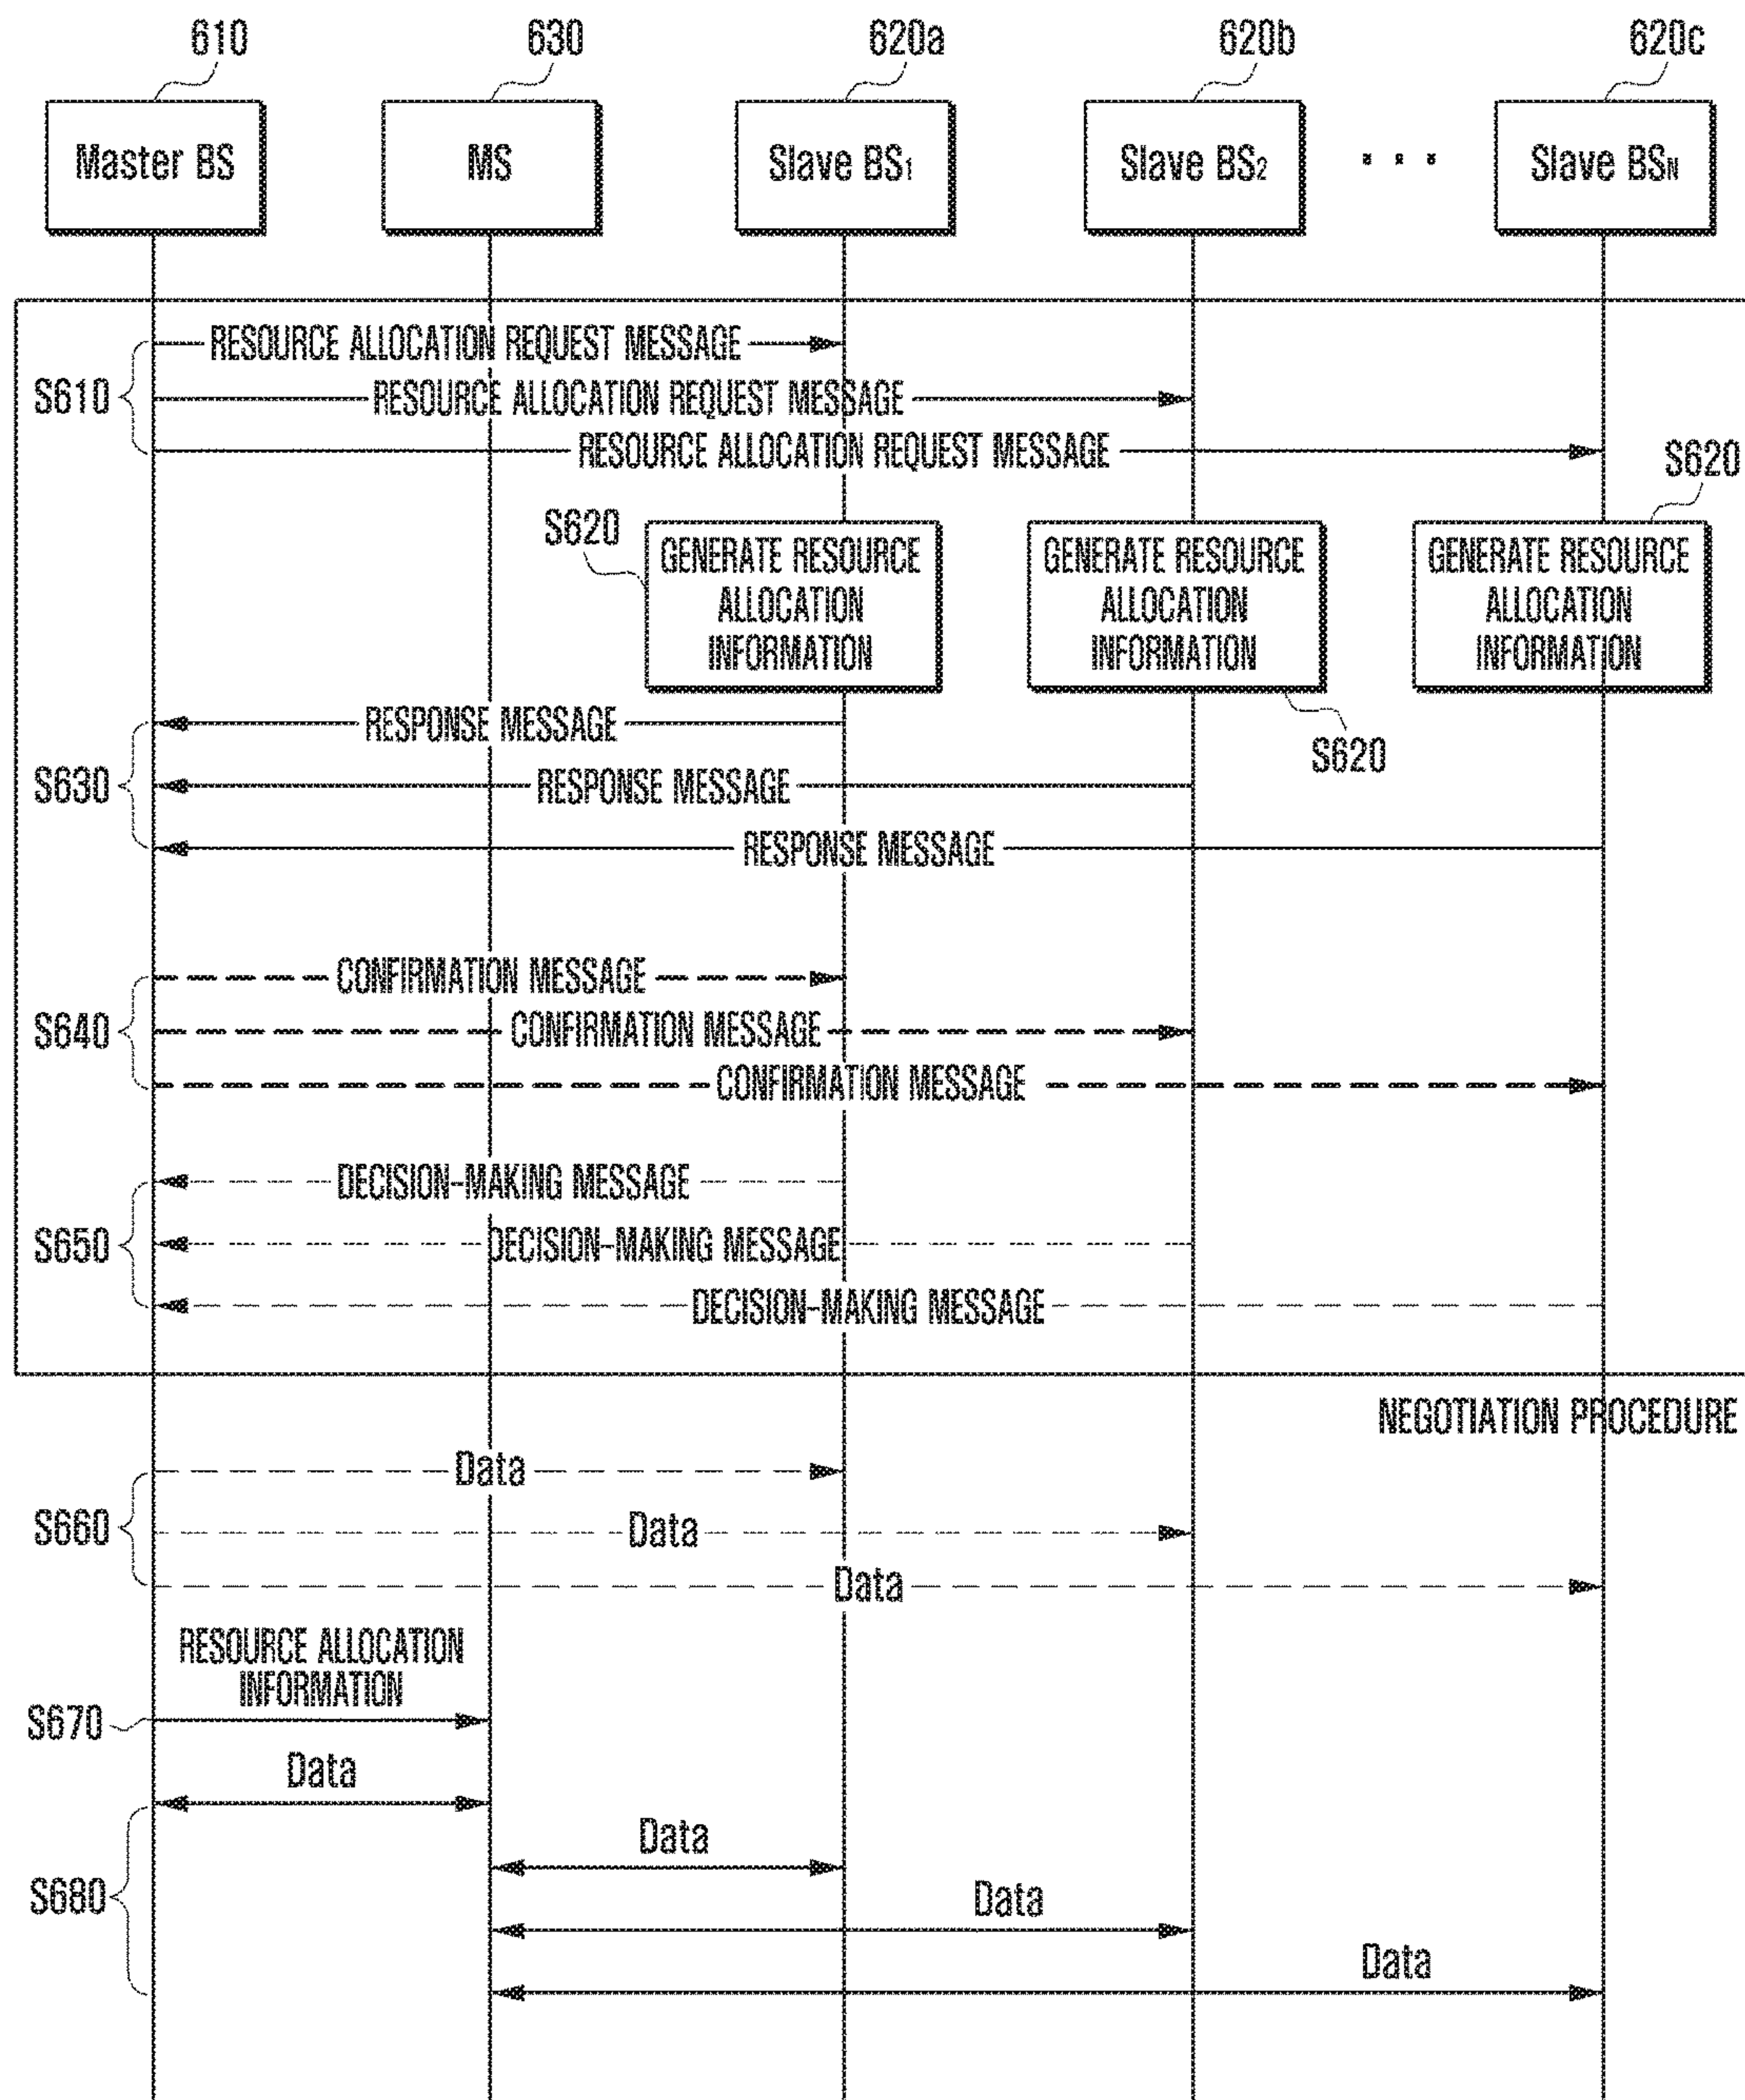 610
630
620a
620b
620c
Master BS
MS
Slave BS1
Slave BS2
. . .
Slave BSN
RESOURCE ALLOCATION REQUEST MESSAGE
S610
RESOURCE ALLOCATION REQUEST MESSAGE
RESOURCE ALLOCATION REQUEST MESSAGE
S620
S620
GENERATE RESOURCE
ALLOCATION
INFORMATION
GENERATE RESOURCE
ALLOCATION
INFORMATION
GENERATE RESOURCE
ALLOCATION
INFORMATION
S620
RESPONSE MESSAGE
S630
RESPONSE MESSAGE
RESPONSE MESSAGE
CONFIRMATION MESSAGE
S640
CONFIRMATION MESSAGE
CONFIRMATION MESSAGE
DECISION-MAKING MESSAGE
S650
DECISION-MAKING MESSAGE
DECISION-MAKING MESSAGE
NEGOTIATION PROCEDURE
Data
S660
Data
Data
RESOURCE ALLOCATION
INFORMATION
S670
Data
Data
S680
Data
Data